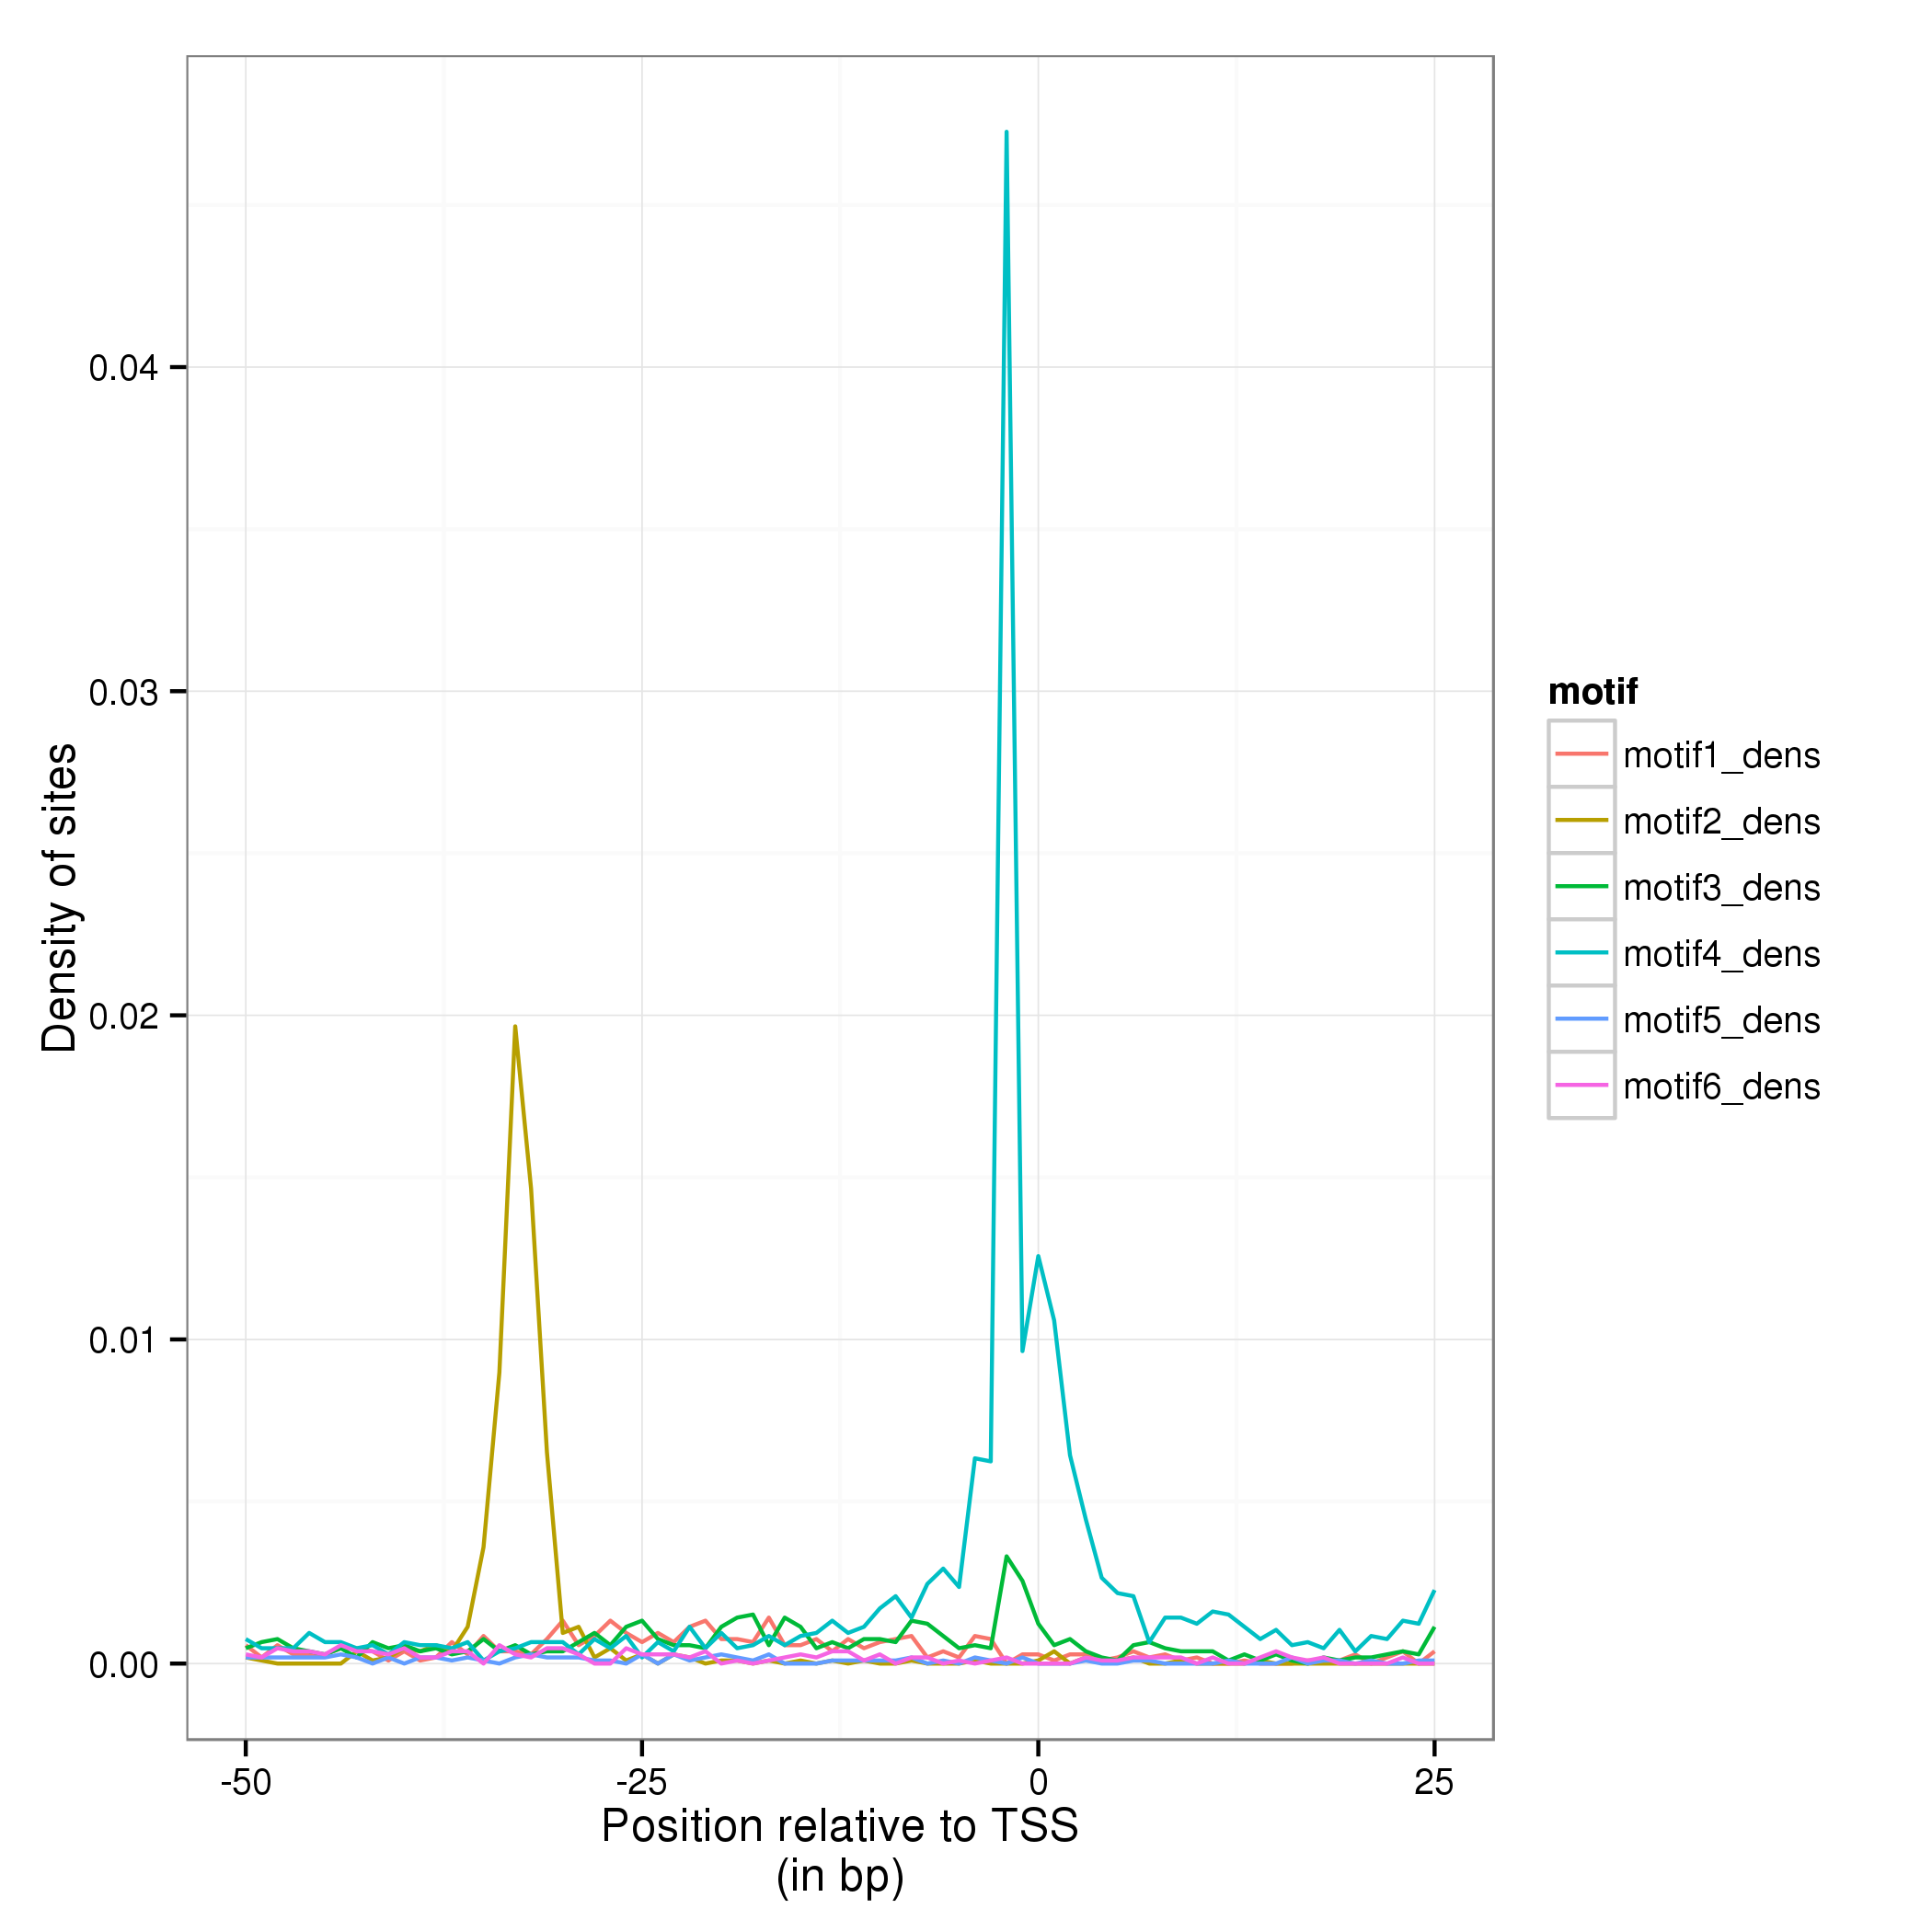 0.04
0.03
0.02
0.01
0.00
Density of sites
-50
-25
0
25
Position relative to TSS
(in bp)
motif
motif1_dens
motif2_dens
motif3_dens
motif4_dens
motif5_dens
motif6_dens